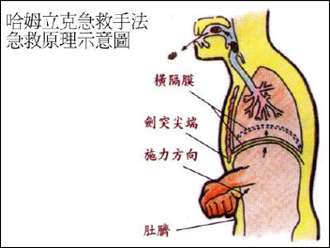 哈姆立克急救手法
急救原理示意圖
橫隔膜
劍突尖端
施力方向
肚臍